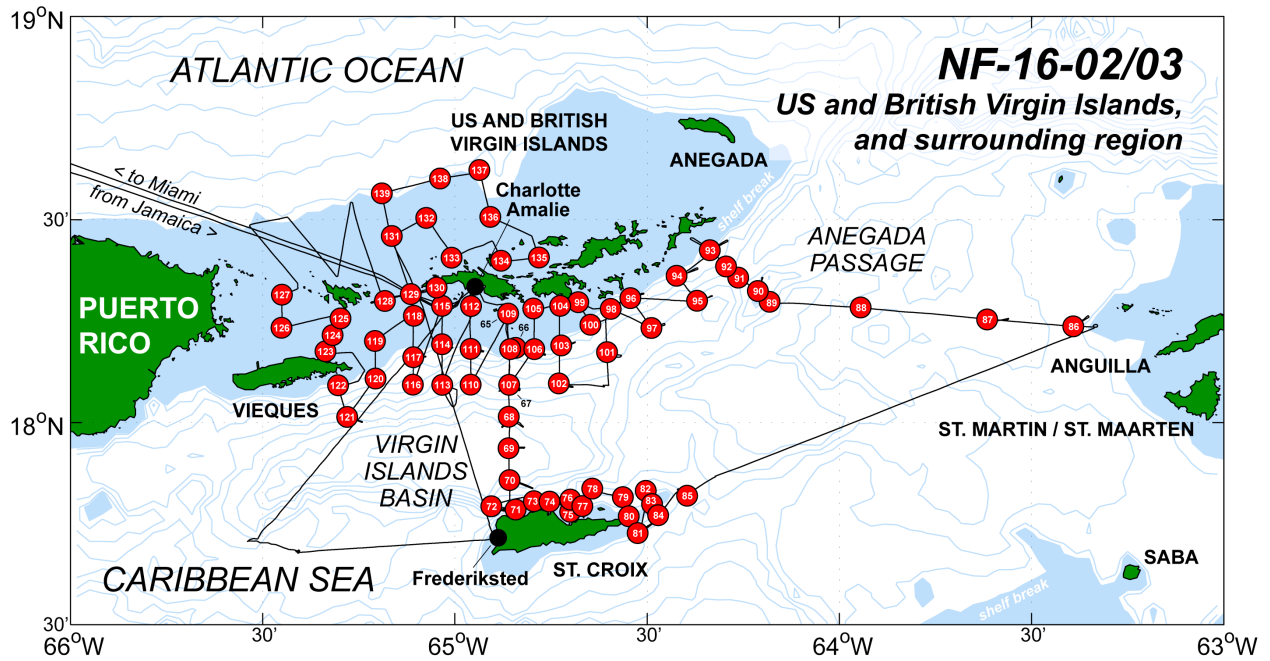 19°N
ATLANTIC OCEAN
NF-16-02/03
US and British Virgin Islands,
and surrounding region
US AND BRITISH
VIRGIN ISLANDS
ANEGADA
shelf break
< to Miami
from Jamaica >
Charlotte
Amalie
30'
ANEGADA
PASSAGE
139
138
137
136
132
131
133
134
135
93
92
91
90
89
94
95
96
97
88
87
86
127
126
128
129
130
125
124
123
122
121
120
119
118
117
116
115
114
113
112
111
110
109
108
107
106
105
104
103
102
101
100
99
98
65
66
67
PUERTO
RICO
VIEQUES
ANGUILLA
ST. MARTIN / ST. MAARTEN
18°N
VIRGIN
ISLANDS
BASIN
68
69
70
72
71
73
74
76
75
77
78
79
80
81
82
83
84
85
Frederiksted
ST. CROIX
CARIBBEAN SEA
SABA
shelf break
30'
66°W
30'
65°W
30'
64°W
30'
63°W